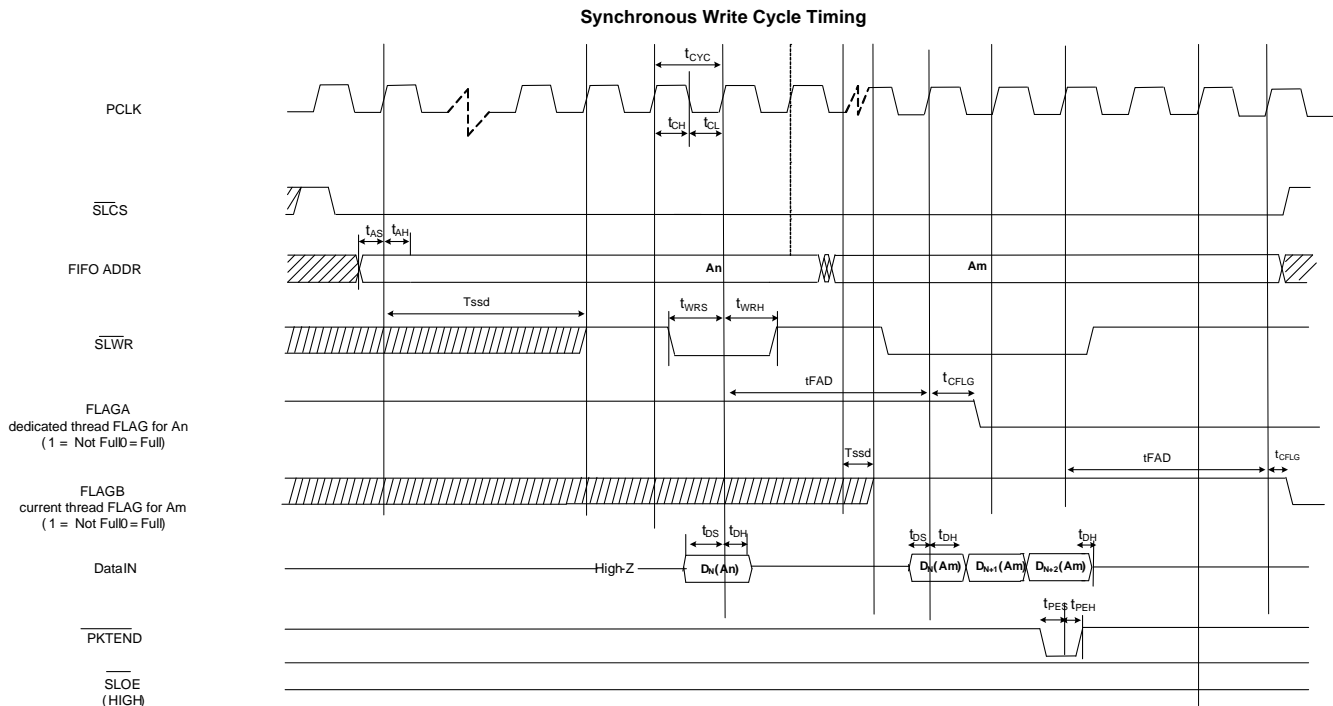 Synchronous Write Cycle Timing
tCYC
PCLK
tCH
tCL
SLCS
tAS
tAH
FIFO ADDR
An
Am
Tssd
tWRS
tWRH
SLWR
tFAD
tCFLG
FLAGA
dedicated thread FLAG for An
( 1 = Not Full0 = Full)
Tssd
tFAD
tCFLG
FLAGB
current thread FLAG for Am
( 1 = Not Full0 = Full)
tDS
tDH
tDS
tDH
tDH
DataIN
High-Z
DN(An)
DN(Am)
DN+1(Am)
DN+2(Am)
tPES
tPEH
PKTEND
SLOE
(HIGH)